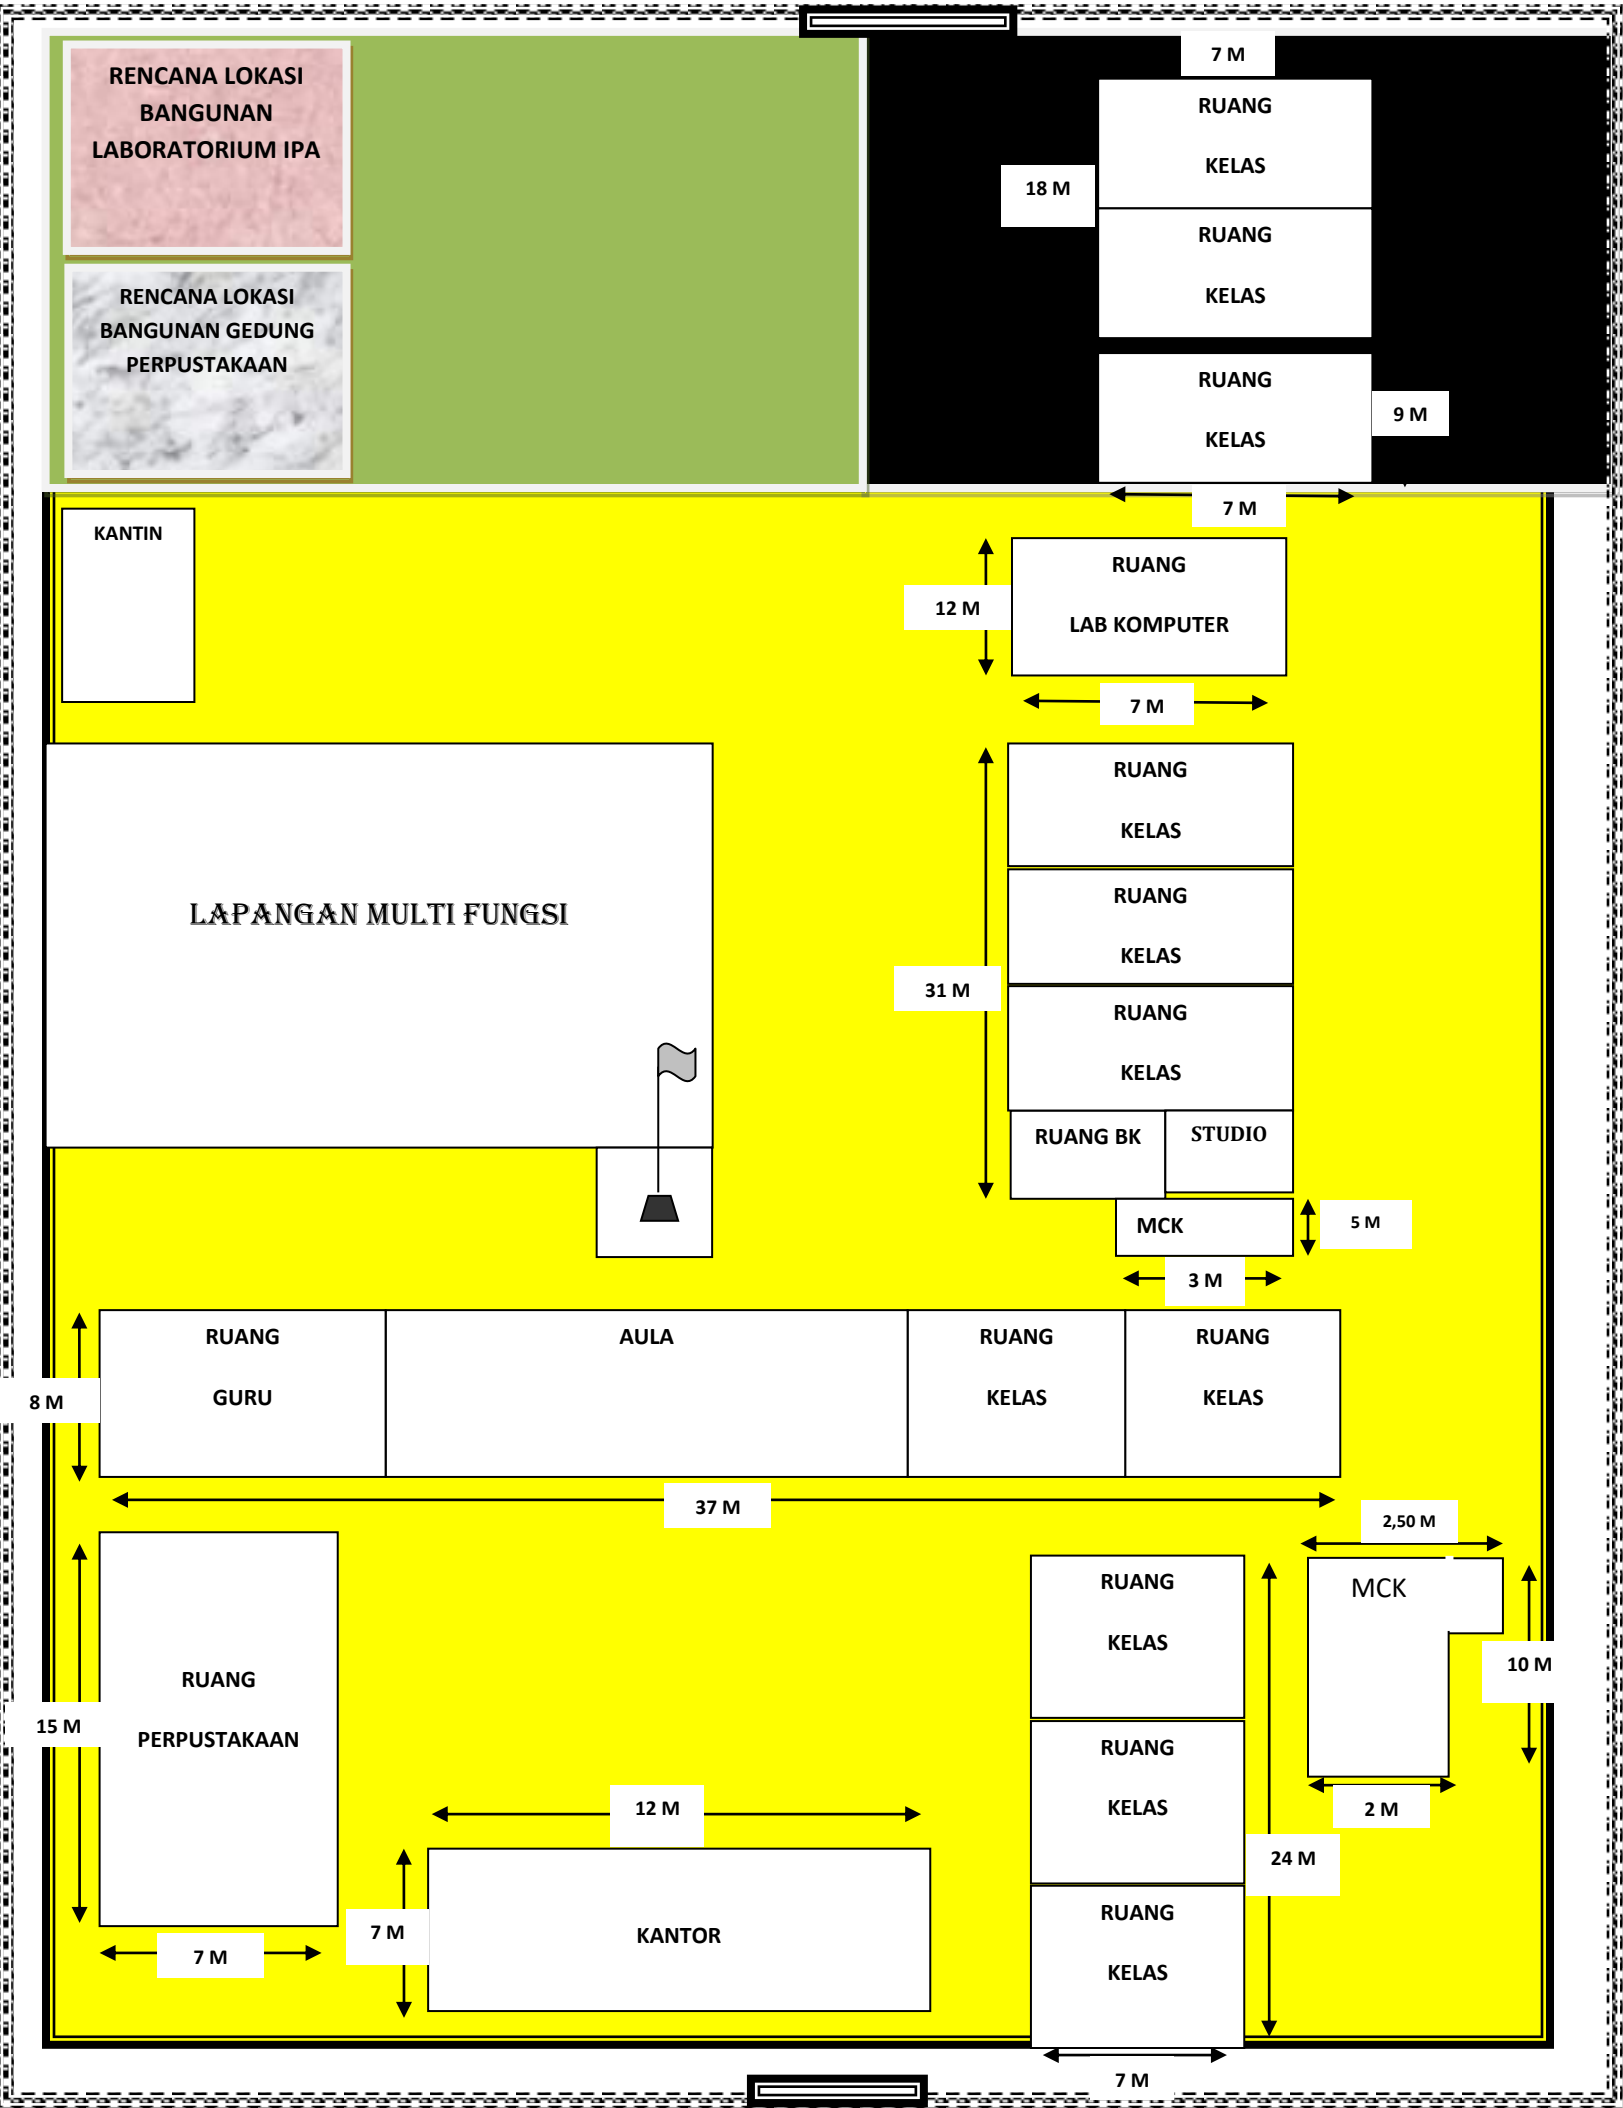 RENCANA LOKASI
BANGUNAN
LABORATORIUM IPA
RENCANA LOKASI
BANGUNAN GEDUNG
PERPUSTAKAAN
7 M
RUANG
KELAS
18 M
RUANG
KELAS
RUANG
KELAS
9 M
7 M
KANTIN
RUANG
LAB KOMPUTER
12 M
7 M
LAPANGAN MULTI FUNGSI
RUANG
KELAS
RUANG
KELAS
31 M
RUANG
KELAS
RUANG BK
STUDIO
MCK
5 M
3 M
RUANG
GURU
AULA
RUANG
KELAS
RUANG
KELAS
8 M
37 M
2,50 M
RUANG
PERPUSTAKAAN
15 M
7 M
12 M
7 M
KANTOR
RUANG
KELAS
RUANG
KELAS
RUANG
KELAS
24 M
7 M
MCK
10 M
2 M